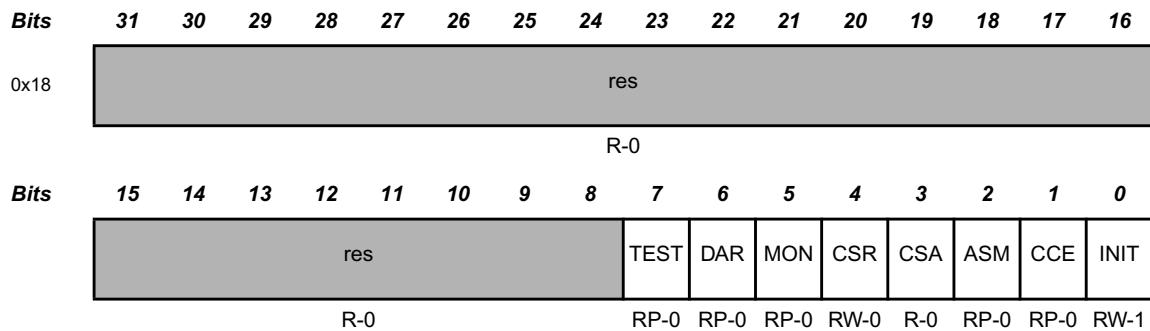 Bits 31 30 29 28 27 26 25 24 23 22 21 20 19 18 17 16
0x18 res
R-0
Bits 15 14 13 12 11 10 9 8 7 6 5 4 3 2 1 0
res TEST DAR MON CSR CSA ASM CCE INIT
R-0 RP-0 RP-0 RP-0 RW-0 R-0 RP-0 RP-0 RW-1